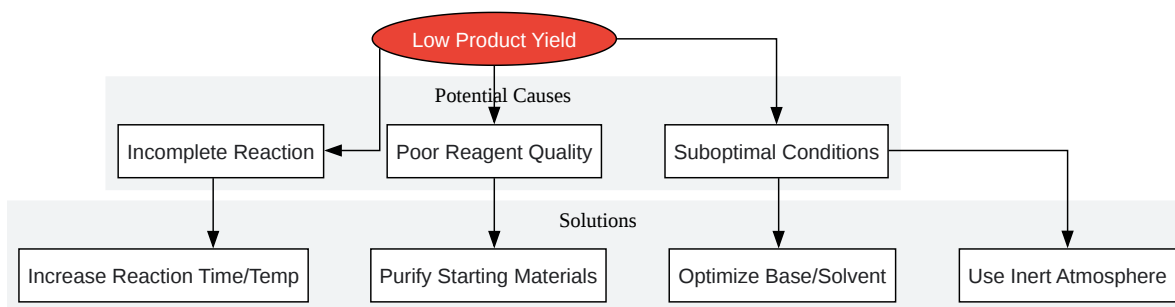 Low Product Yield
Potential Causes
Incomplete Reaction
Poor Reagent Quality
Suboptimal Conditions
Solutions
Increase Reaction Time/Temp
Purify Starting Materials
Optimize Base/Solvent
Use Inert Atmosphere